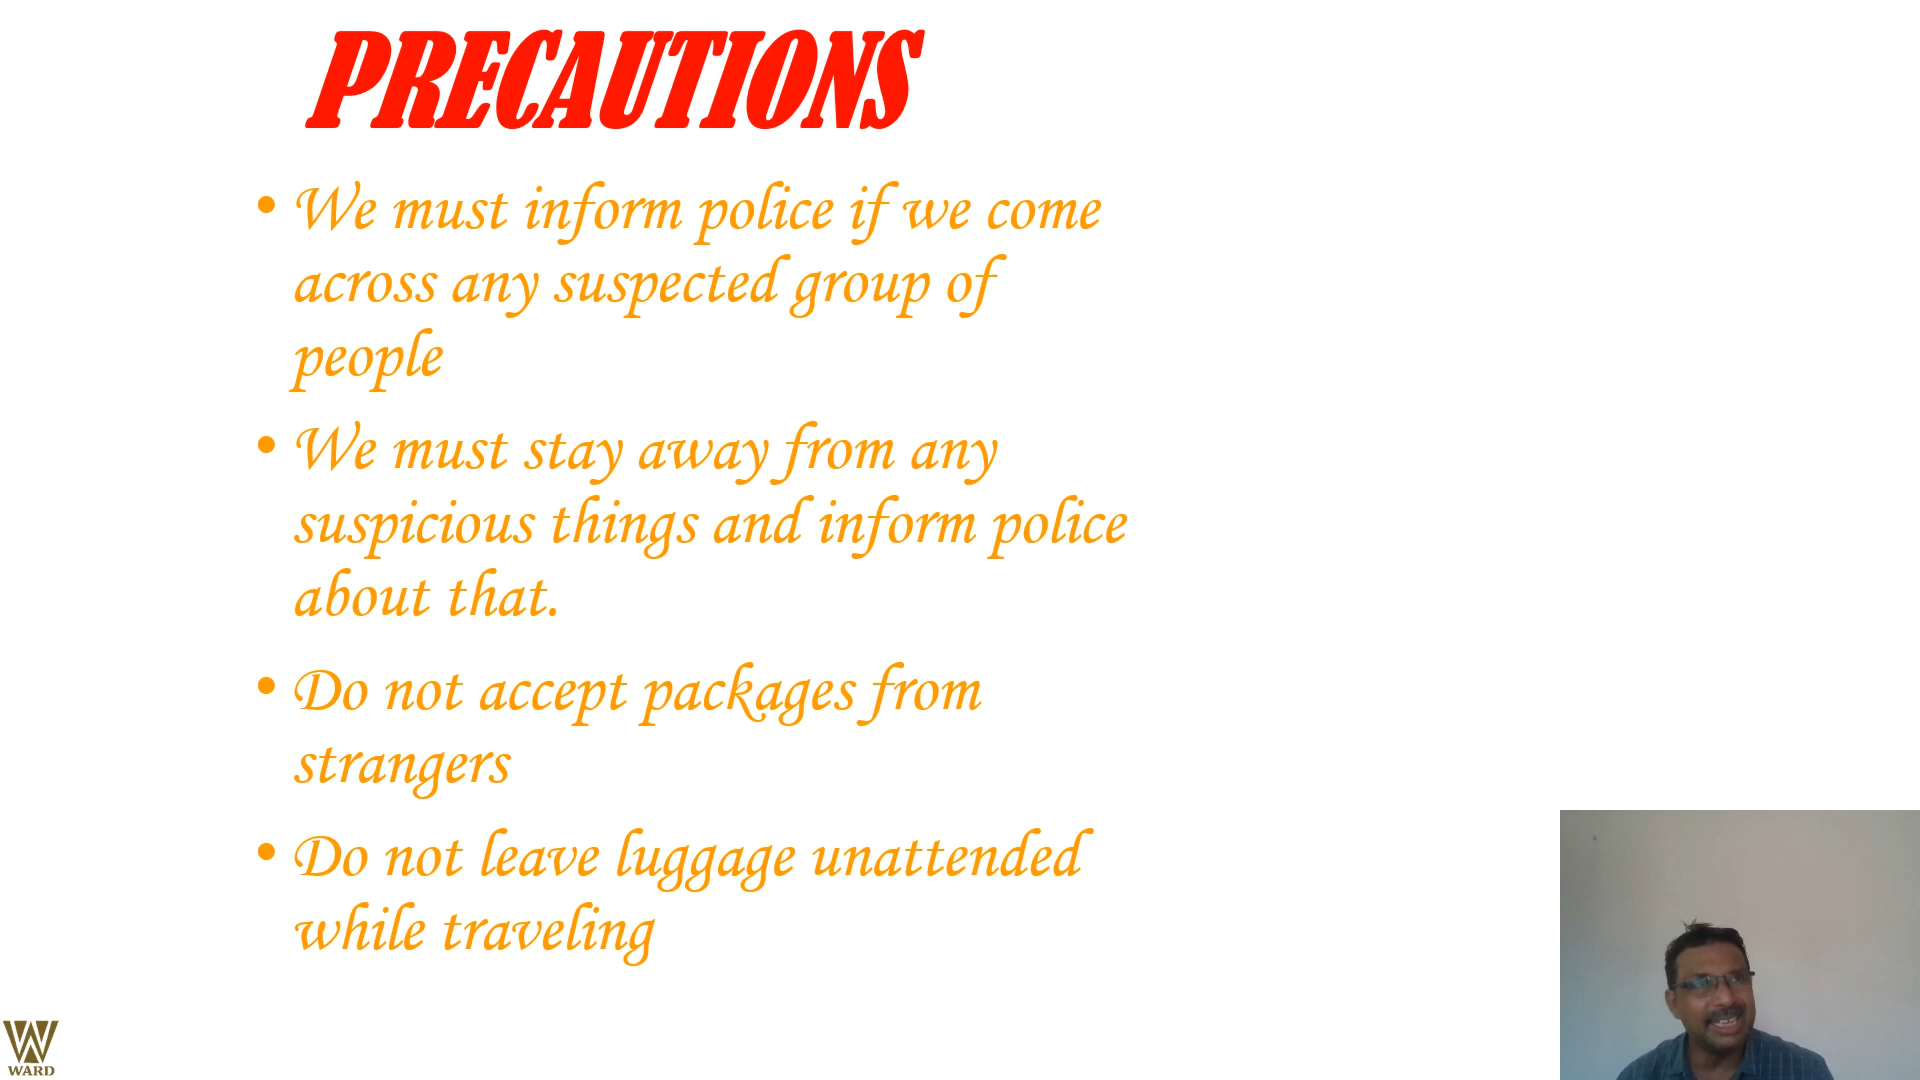 PRECAUTIONS
• We must inform police if we come
across any suspected group of
people
• We must stay away from any
suspicious things and inform police
about that.
• Do not accept packages from
strangers
• Do not leave luggage unattended
while traveling
WARD